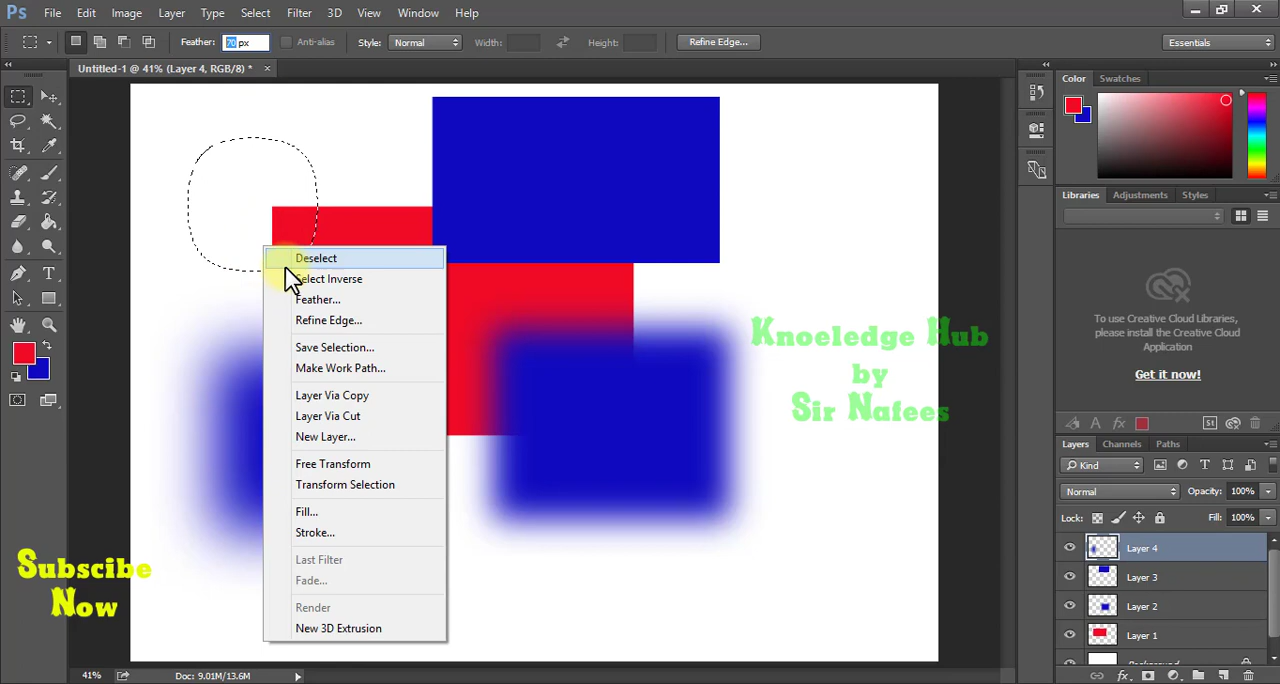 Ps File Edit Image Layer Type Select Filter 3D View Window Help
Feather: 70 px Anti-alias Style: Normal Width: Height: Refine Edge... Essentials
Untitled-1 @ 41% (Layer 4, RGB/8) * ×
Color Swatches
Libraries Adjustments Styles
Deselect
Select Inverse
Feather...
Refine Edge...
Save Selection...
Make Work Path...
Layer Via Copy
Layer Via Cut
New Layer...
Free Transform
Transform Selection
Fill...
Stroke...
Last Filter
Fade...
Render
New 3D Extrusion
Knoeledge Hub
by
Sir Nafees
Subscibe
Now
To use Creative Cloud Libraries,
please install the Creative Cloud
Application
Get it now!
Layers Channels Paths
Kind
Normal Opacity: 100%
Lock: Fill: 100%
Layer 4
Layer 3
Layer 2
Layer 1
Background
41% Doc: 9.01M/13.6M